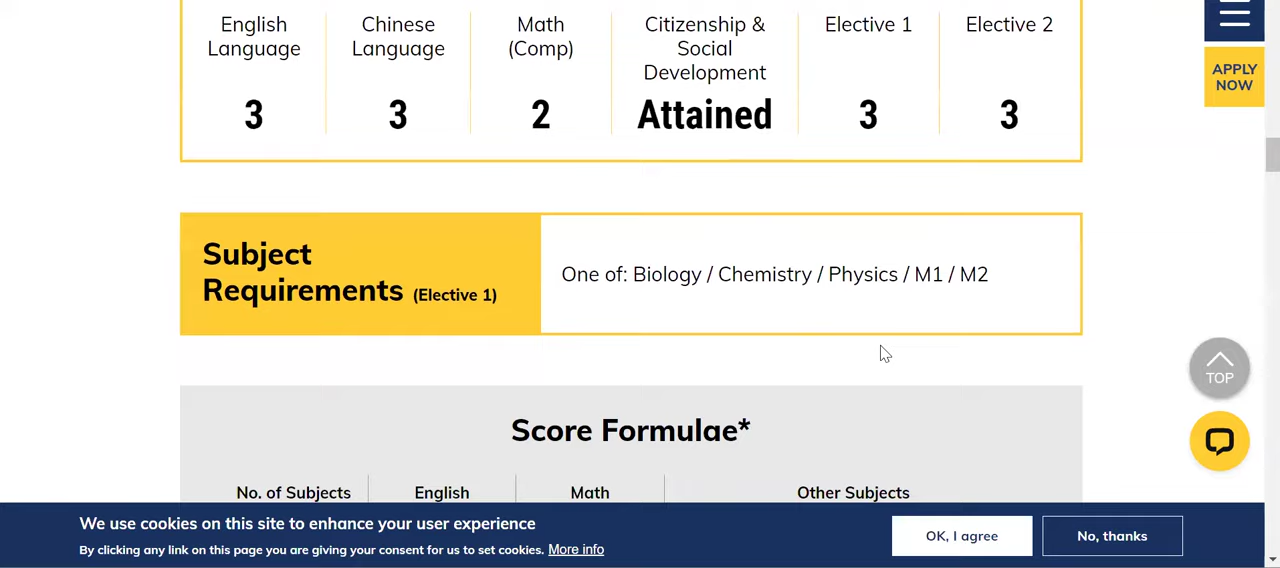 English Language
Chinese Language
Math (Comp)
Citizenship & Social Development
Elective 1
Elective 2
3
3
2
Attained
3
3
APPLY NOW
Subject Requirements (Elective 1)
One of: Biology / Chemistry / Physics / M1 / M2
TOP
Score Formulae*
No. of Subjects
English
Math
Other Subjects
We use cookies on this site to enhance your user experience
By clicking any link on this page you are giving your consent for us to set cookies. More info
OK, I agree
No, thanks